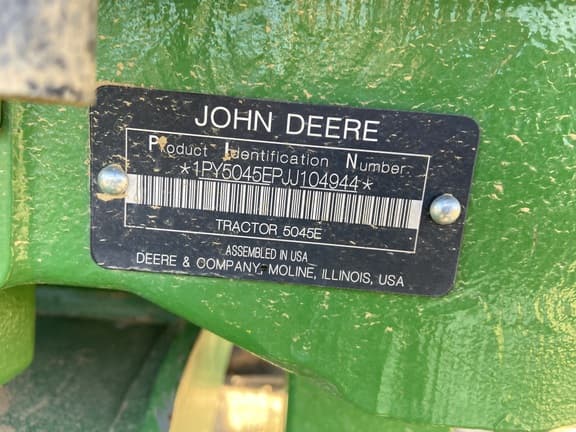 JOHN DEERE
Product Identification Number
*1PY5045EPJJ104944*
TRACTOR 5045E
ASSEMBLED IN USA
DEERE & COMPANY, MOLINE, ILLINOIS, USA